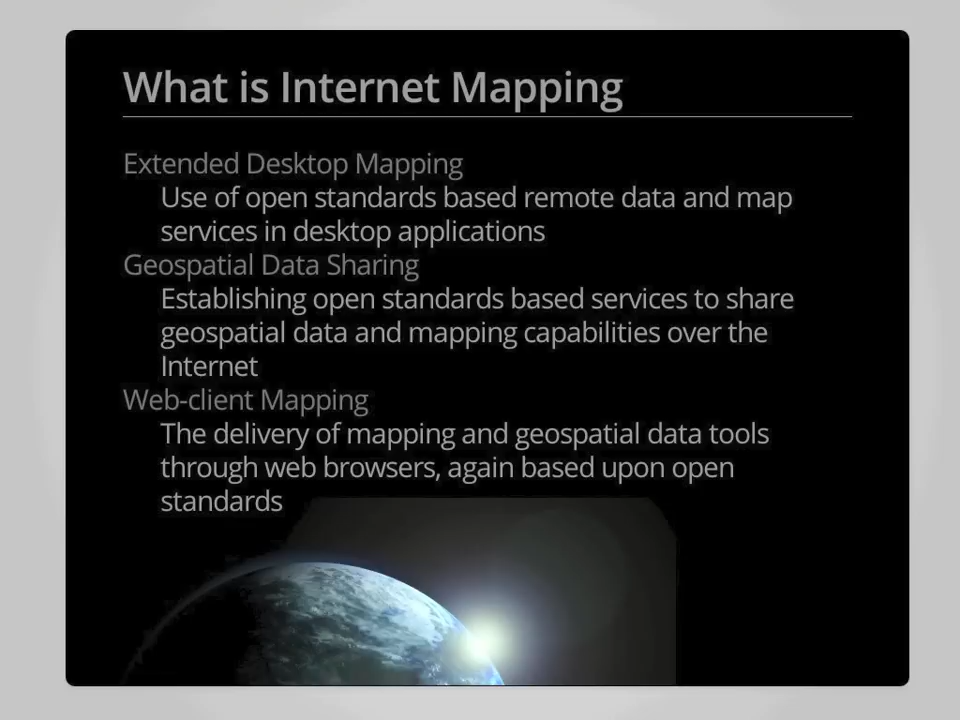 What is Internet Mapping
Extended Desktop Mapping
Use of open standards based remote data and map
services in desktop applications
Geospatial Data Sharing
Establishing open standards based services to share
geospatial data and mapping capabilities over the
Internet
Web-client Mapping
The delivery of mapping and geospatial data tools
through web browsers, again based upon open
standards